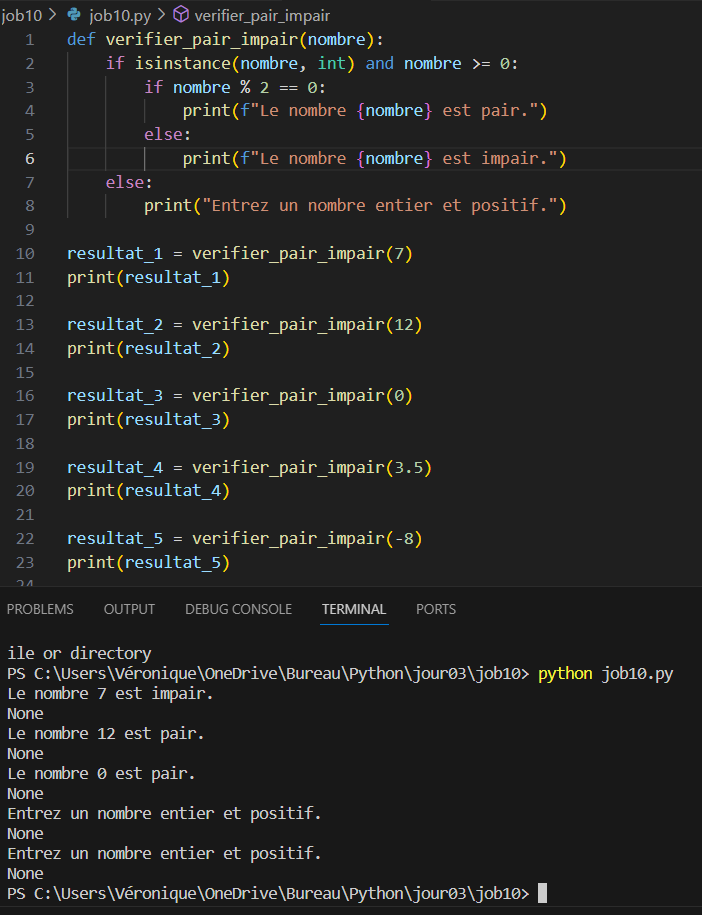 job10 > job10.py > verifier_pair_impair
1 def verifier_pair_impair(nombre):
2     if isinstance(nombre, int) and nombre >= 0:
3         if nombre % 2 == 0:
4             print(f"Le nombre {nombre} est pair.")
5         else:
6             print(f"Le nombre {nombre} est impair.")
7     else:
8         print("Entrez un nombre entier et positif.")
9
10 resultat_1 = verifier_pair_impair(7)
11 print(resultat_1)
12
13 resultat_2 = verifier_pair_impair(12)
14 print(resultat_2)
15
16 resultat_3 = verifier_pair_impair(0)
17 print(resultat_3)
18
19 resultat_4 = verifier_pair_impair(3.5)
20 print(resultat_4)
21
22 resultat_5 = verifier_pair_impair(-8)
23 print(resultat_5)
24
PROBLEMS OUTPUT DEBUG CONSOLE TERMINAL PORTS
ile or directory
PS C:\Users\Véronique\OneDrive\Bureau\Python\jour03\job10> python job10.py
Le nombre 7 est impair.
None
Le nombre 12 est pair.
None
Le nombre 0 est pair.
None
Entrez un nombre entier et positif.
None
Entrez un nombre entier et positif.
None
PS C:\Users\Véronique\OneDrive\Bureau\Python\jour03\job10>